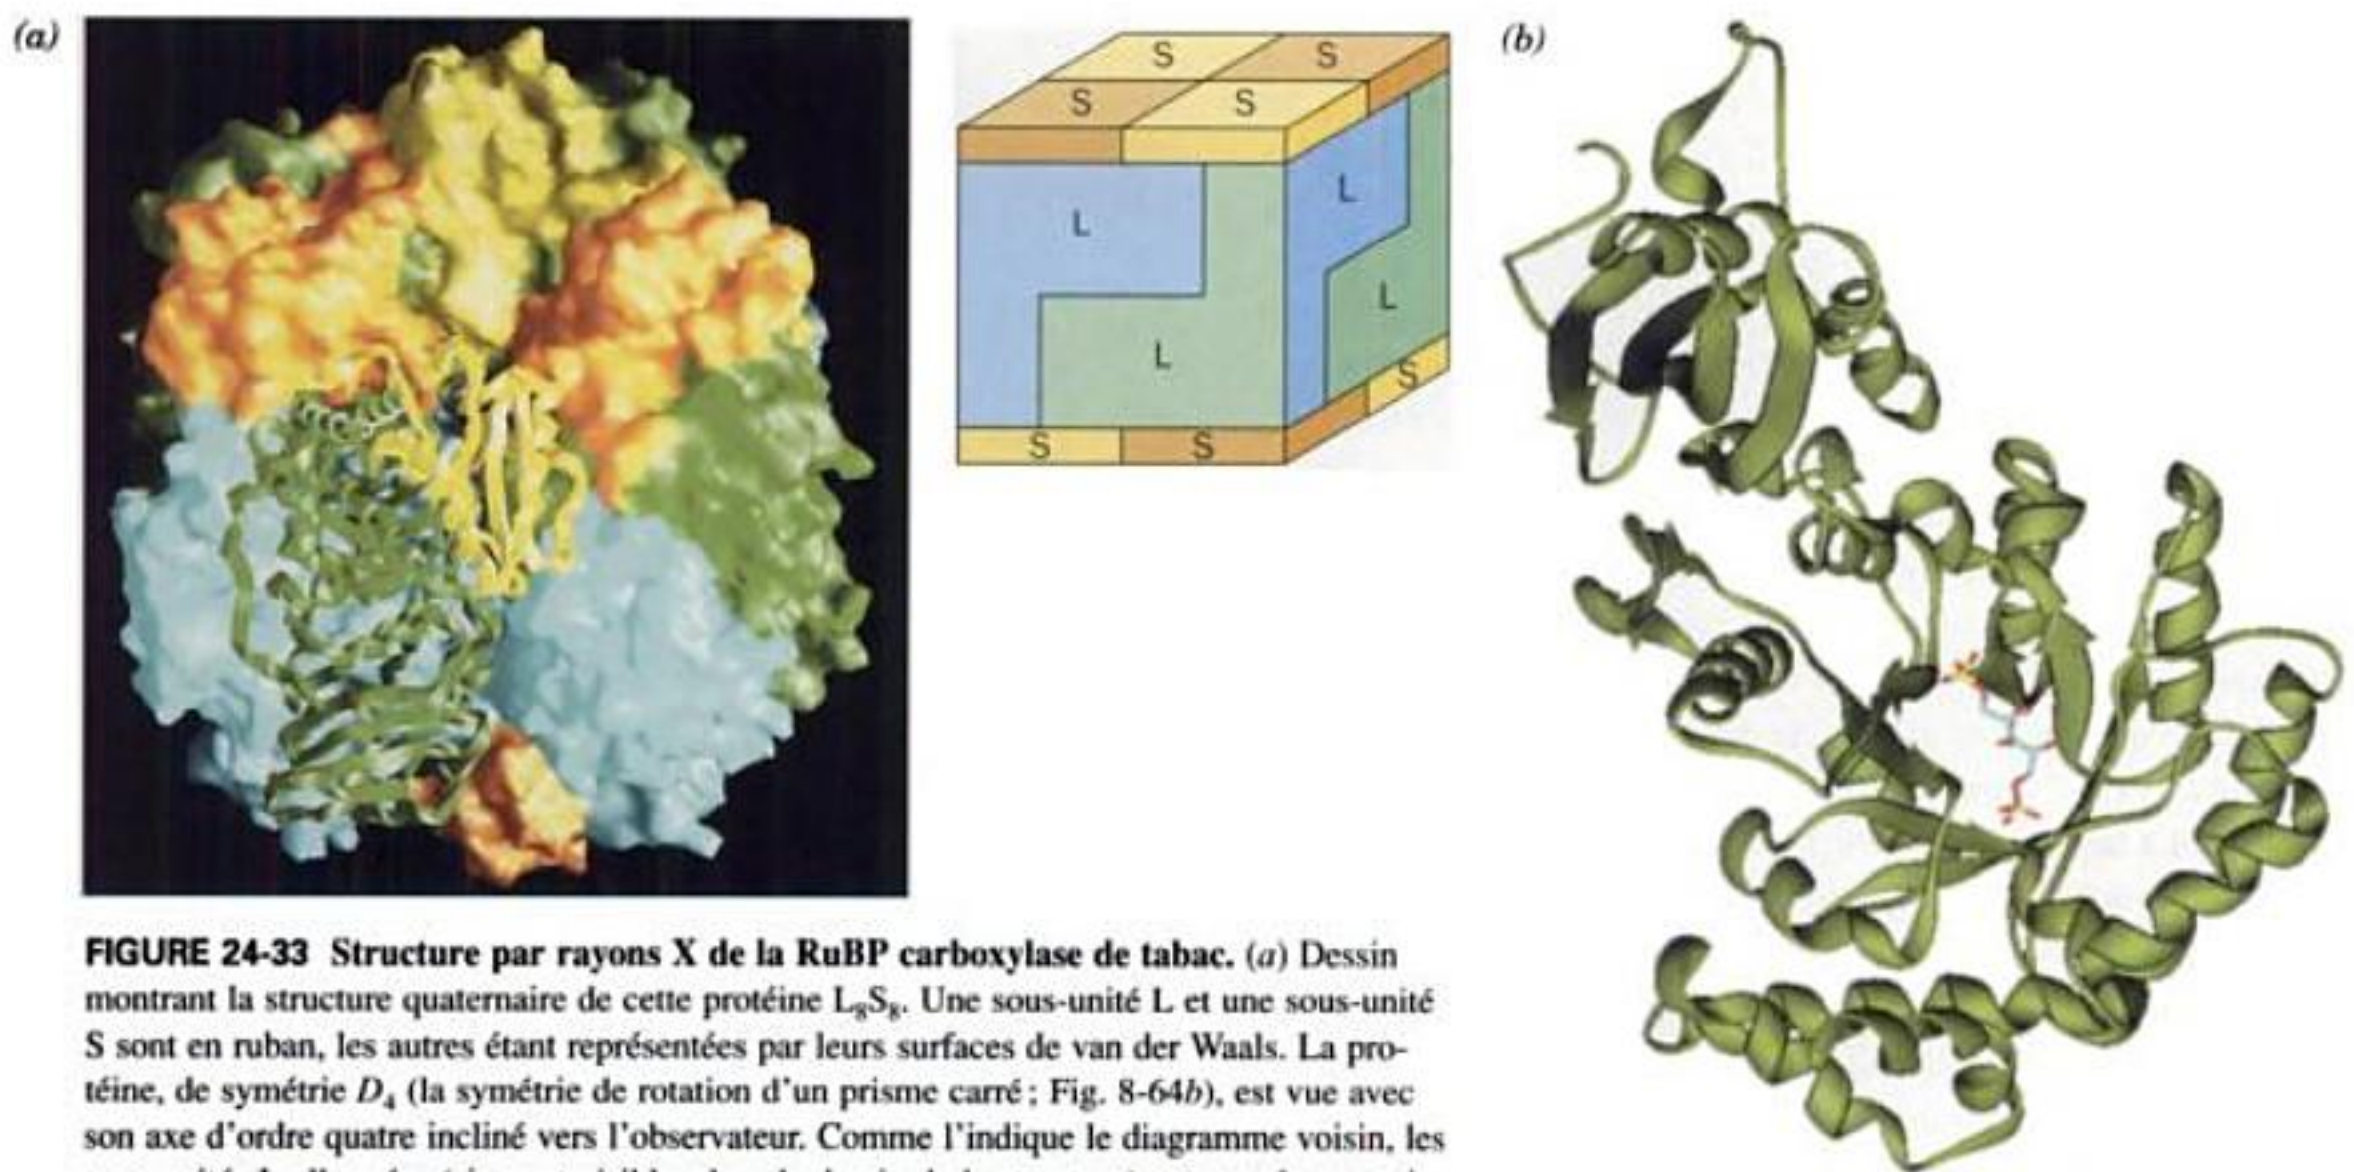 (a)
S
S
S
S
L
L
L
L
S
S
S
(b)
FIGURE 24-33 Structure par rayons X de la RuBP carboxylase de tabac. (a) Dessin
montrant la structure quaternaire de cette protéine L₈S₈. Une sous-unité L et une sous-unité
S sont en ruban, les autres étant représentées par leurs surfaces de van der Waals. La pro-
téine, de symétrie D₄ (la symétrie de rotation d'un prisme carré ; Fig. 8-64b), est vue avec
son axe d'ordre quatre incliné vers l'observateur. Comme l'indique le diagramme voisin, les